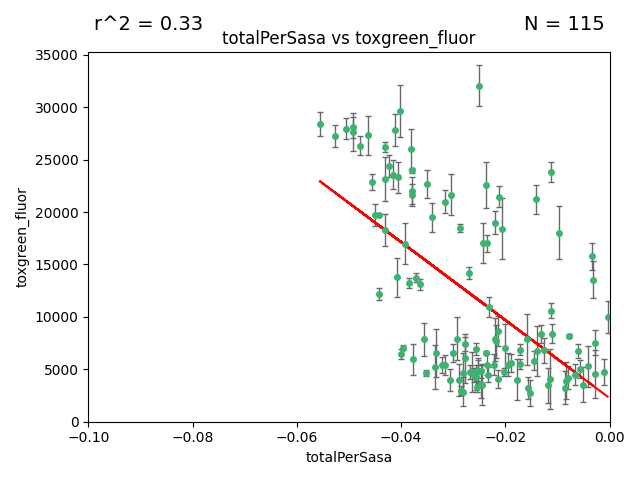 r^2 = 0.33
N = 115
totalPerSasa vs toxgreen_fluor
35000
30000
25000
20000
15000
10000
5000
0
toxgreen_fluor
−0.10
−0.08
−0.06
−0.04
−0.02
0.00
totalPerSasa